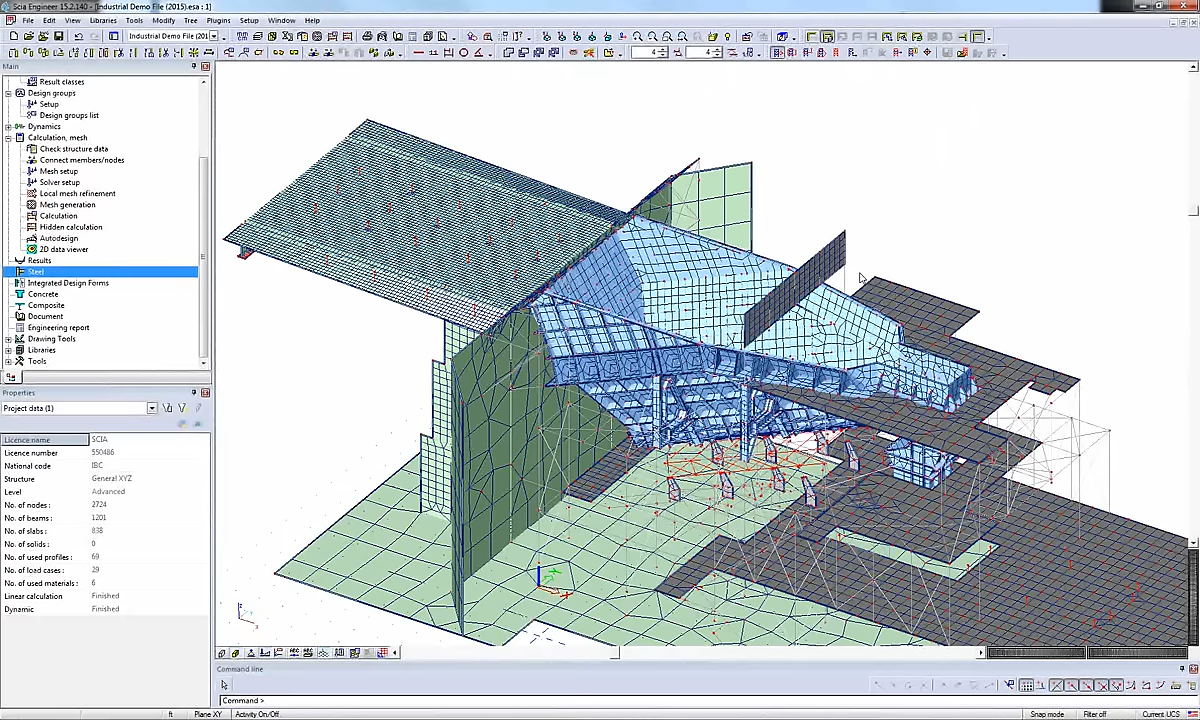 Scia Engineer 15.2.140 - [Industrial Demo File (2015).esa : 1]
File Edit View Libraries Tools Modify Tree Plugins Setup Window Help
Industrial Demo File (201
4 4
Main
Result classes
Design groups
Setup
Design groups list
Dynamics
Calculation, mesh
Check structure data
Connect members/nodes
Mesh setup
Solver setup
Local mesh refinement
Mesh generation
Calculation
Hidden calculation
Autodesign
2D data viewer
Results
Steel
Integrated Design Forms
Concrete
Composite
Document
Engineering report
Drawing Tools
Libraries
Tools
Properties
Project data (1)
Licence name SCIA
Licence number 550486
National code IBC
Structure General XYZ
Level Advanced
No. of nodes : 2724
No. of beams : 1201
No. of slabs : 838
No. of solids : 0
No. of used profiles : 69
No. of load cases : 29
No. of used materials : 6
Linear calculation Finished
Dynamic Finished
Command line
Command >
ft Plane XY Activity On/Off Snap mode Filter off Current UCS